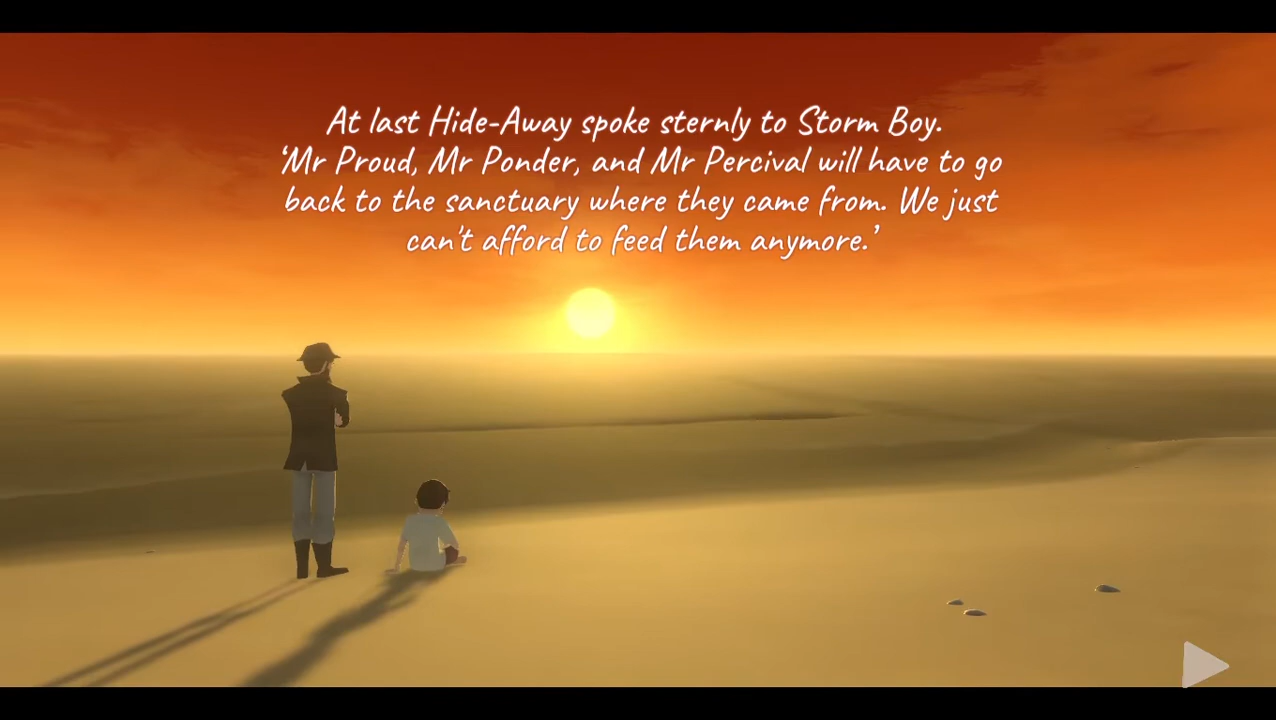 At last Hide-Away spoke sternly to Storm Boy.
‘Mr Proud, Mr Ponder, and Mr Percival will have to go
back to the sanctuary where they came from. We just
can't afford to feed them anymore.’